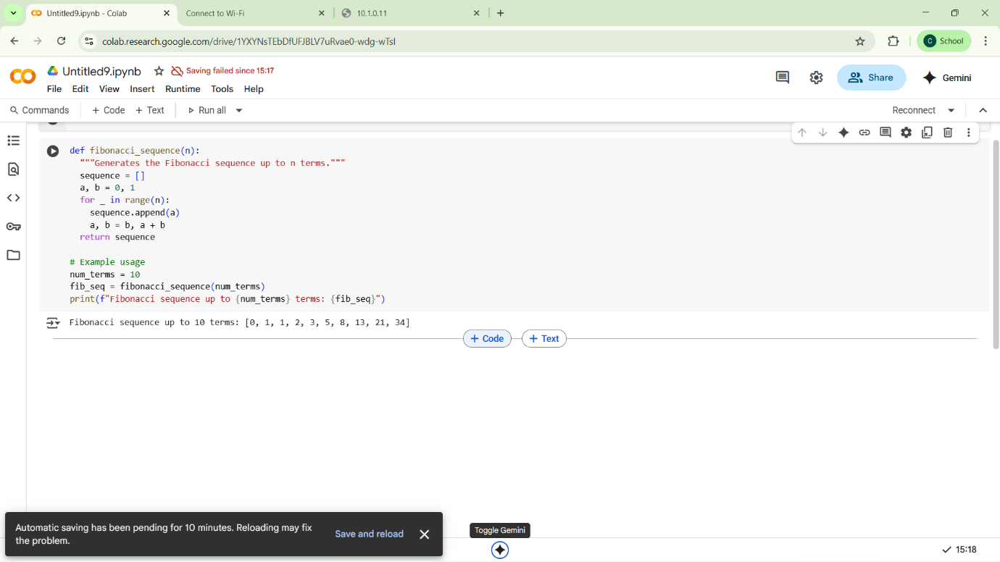 Untitled9.ipynb - Colab
Connect to Wi-Fi
10.1.0.11
colab.research.google.com/drive/1YXYNsTEbDfUFJBLV7uRvae0-wdg-wTsI
C School
Untitled9.ipynb
Saving failed since 15:17
File Edit View Insert Runtime Tools Help
Share
Gemini
Commands + Code + Text Run all
Reconnect
def fibonacci_sequence(n):
"""Generates the Fibonacci sequence up to n terms."""
sequence = []
a, b = 0, 1
for _ in range(n):
sequence.append(a)
a, b = b, a + b
return sequence
# Example usage
num_terms = 10
fib_seq = fibonacci_sequence(num_terms)
print(f"Fibonacci sequence up to {num_terms} terms: {fib_seq}")
Fibonacci sequence up to 10 terms: [0, 1, 1, 2, 3, 5, 8, 13, 21, 34]
+ Code + Text
Automatic saving has been pending for 10 minutes. Reloading may fix
the problem.
Save and reload
Toggle Gemini
15:18